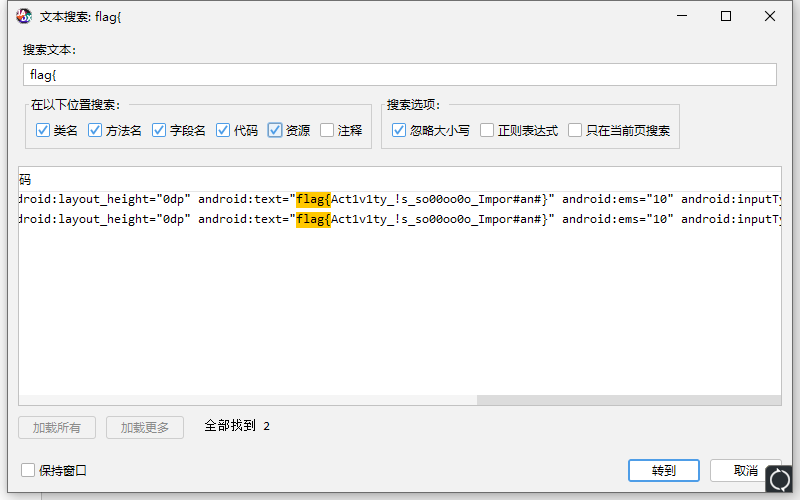 文本搜索: flag{
搜索文本:
flag{
在以下位置搜索:
类名 方法名 字段名 代码 资源 注释
搜索选项:
忽略大小写 正则表达式 只在当前页搜索
码
droid:layout_height="0dp" android:text="flag{Act1v1ty_!s_so00oo0o_Impor#an#}" android:ems="10" android:inputTy
droid:layout_height="0dp" android:text="flag{Act1v1ty_!s_so00oo0o_Impor#an#}" android:ems="10" android:inputTy
加载所有 加载更多 全部找到 2
保持窗口 转到 取消